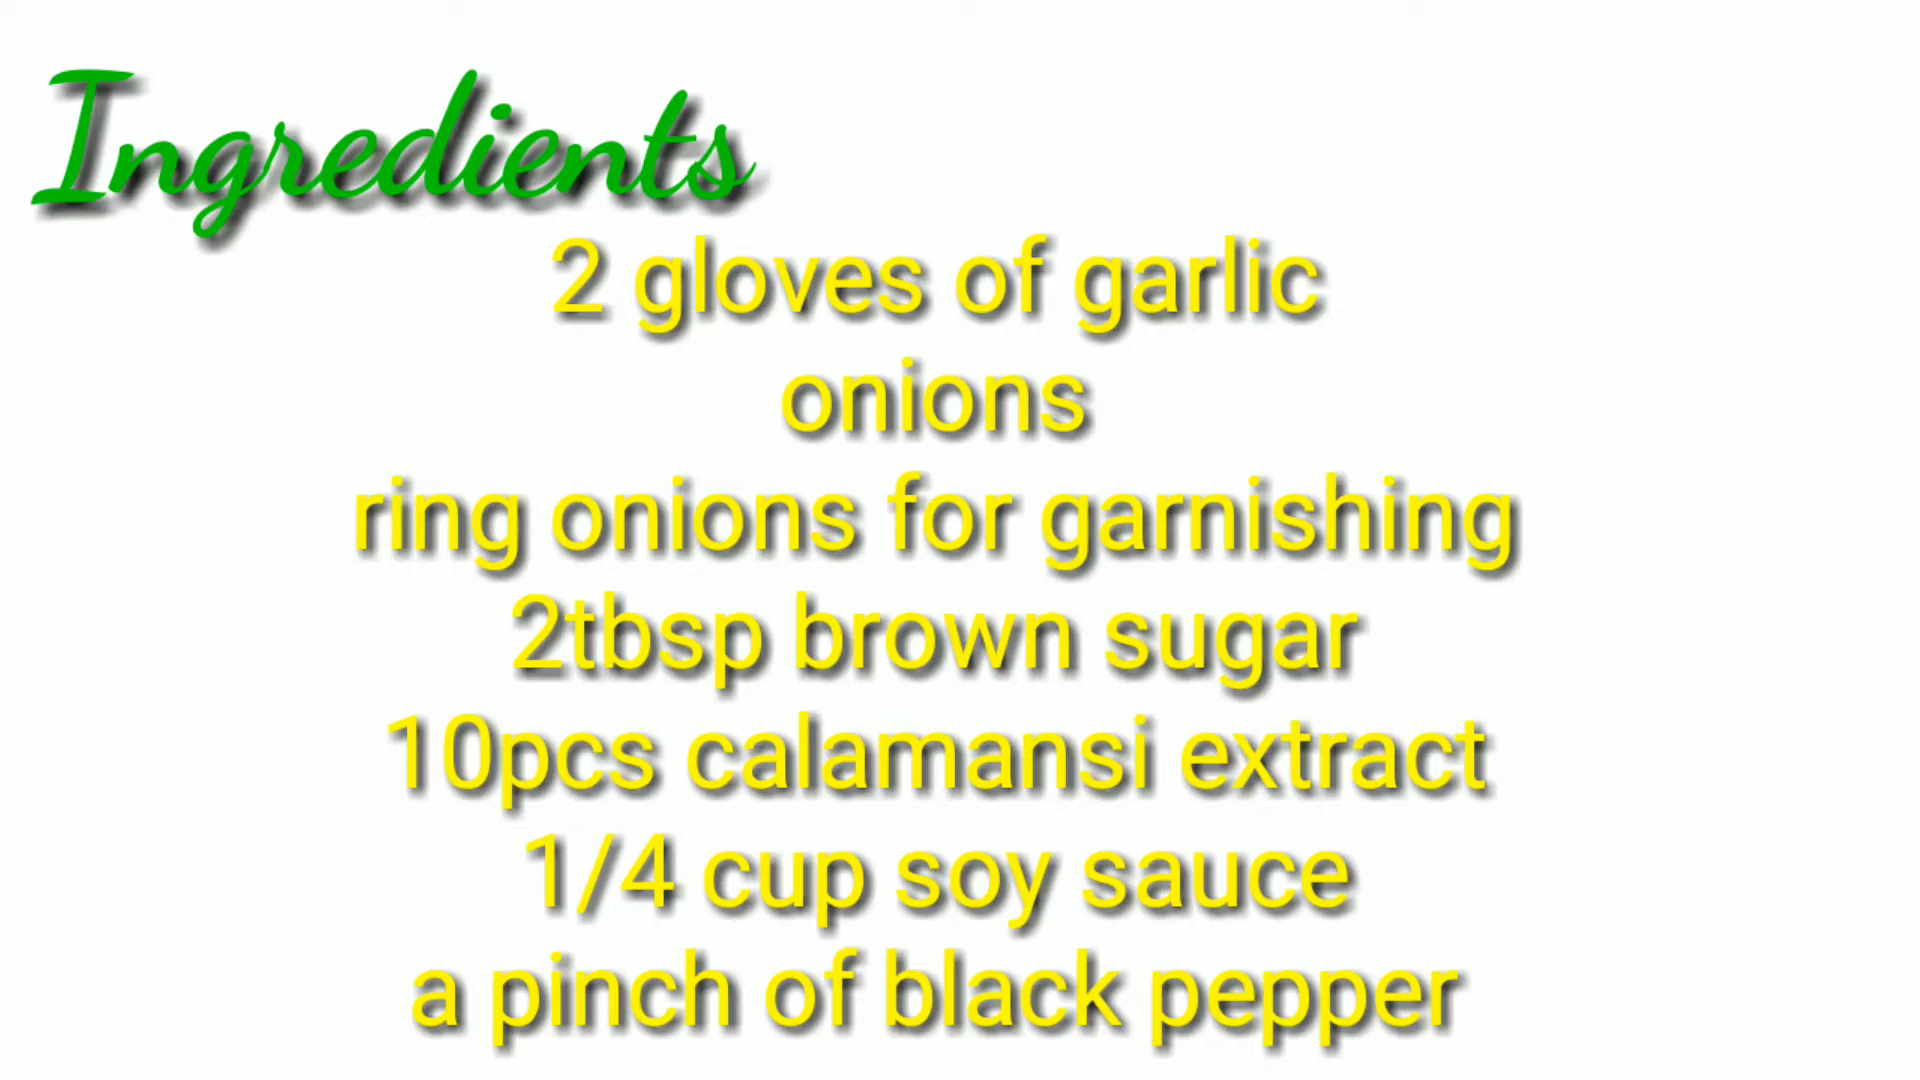 Ingredients
2 gloves of garlic
onions
ring onions for garnishing
2tbsp brown sugar
10pcs calamansi extract
1/4 cup soy sauce
a pinch of black pepper